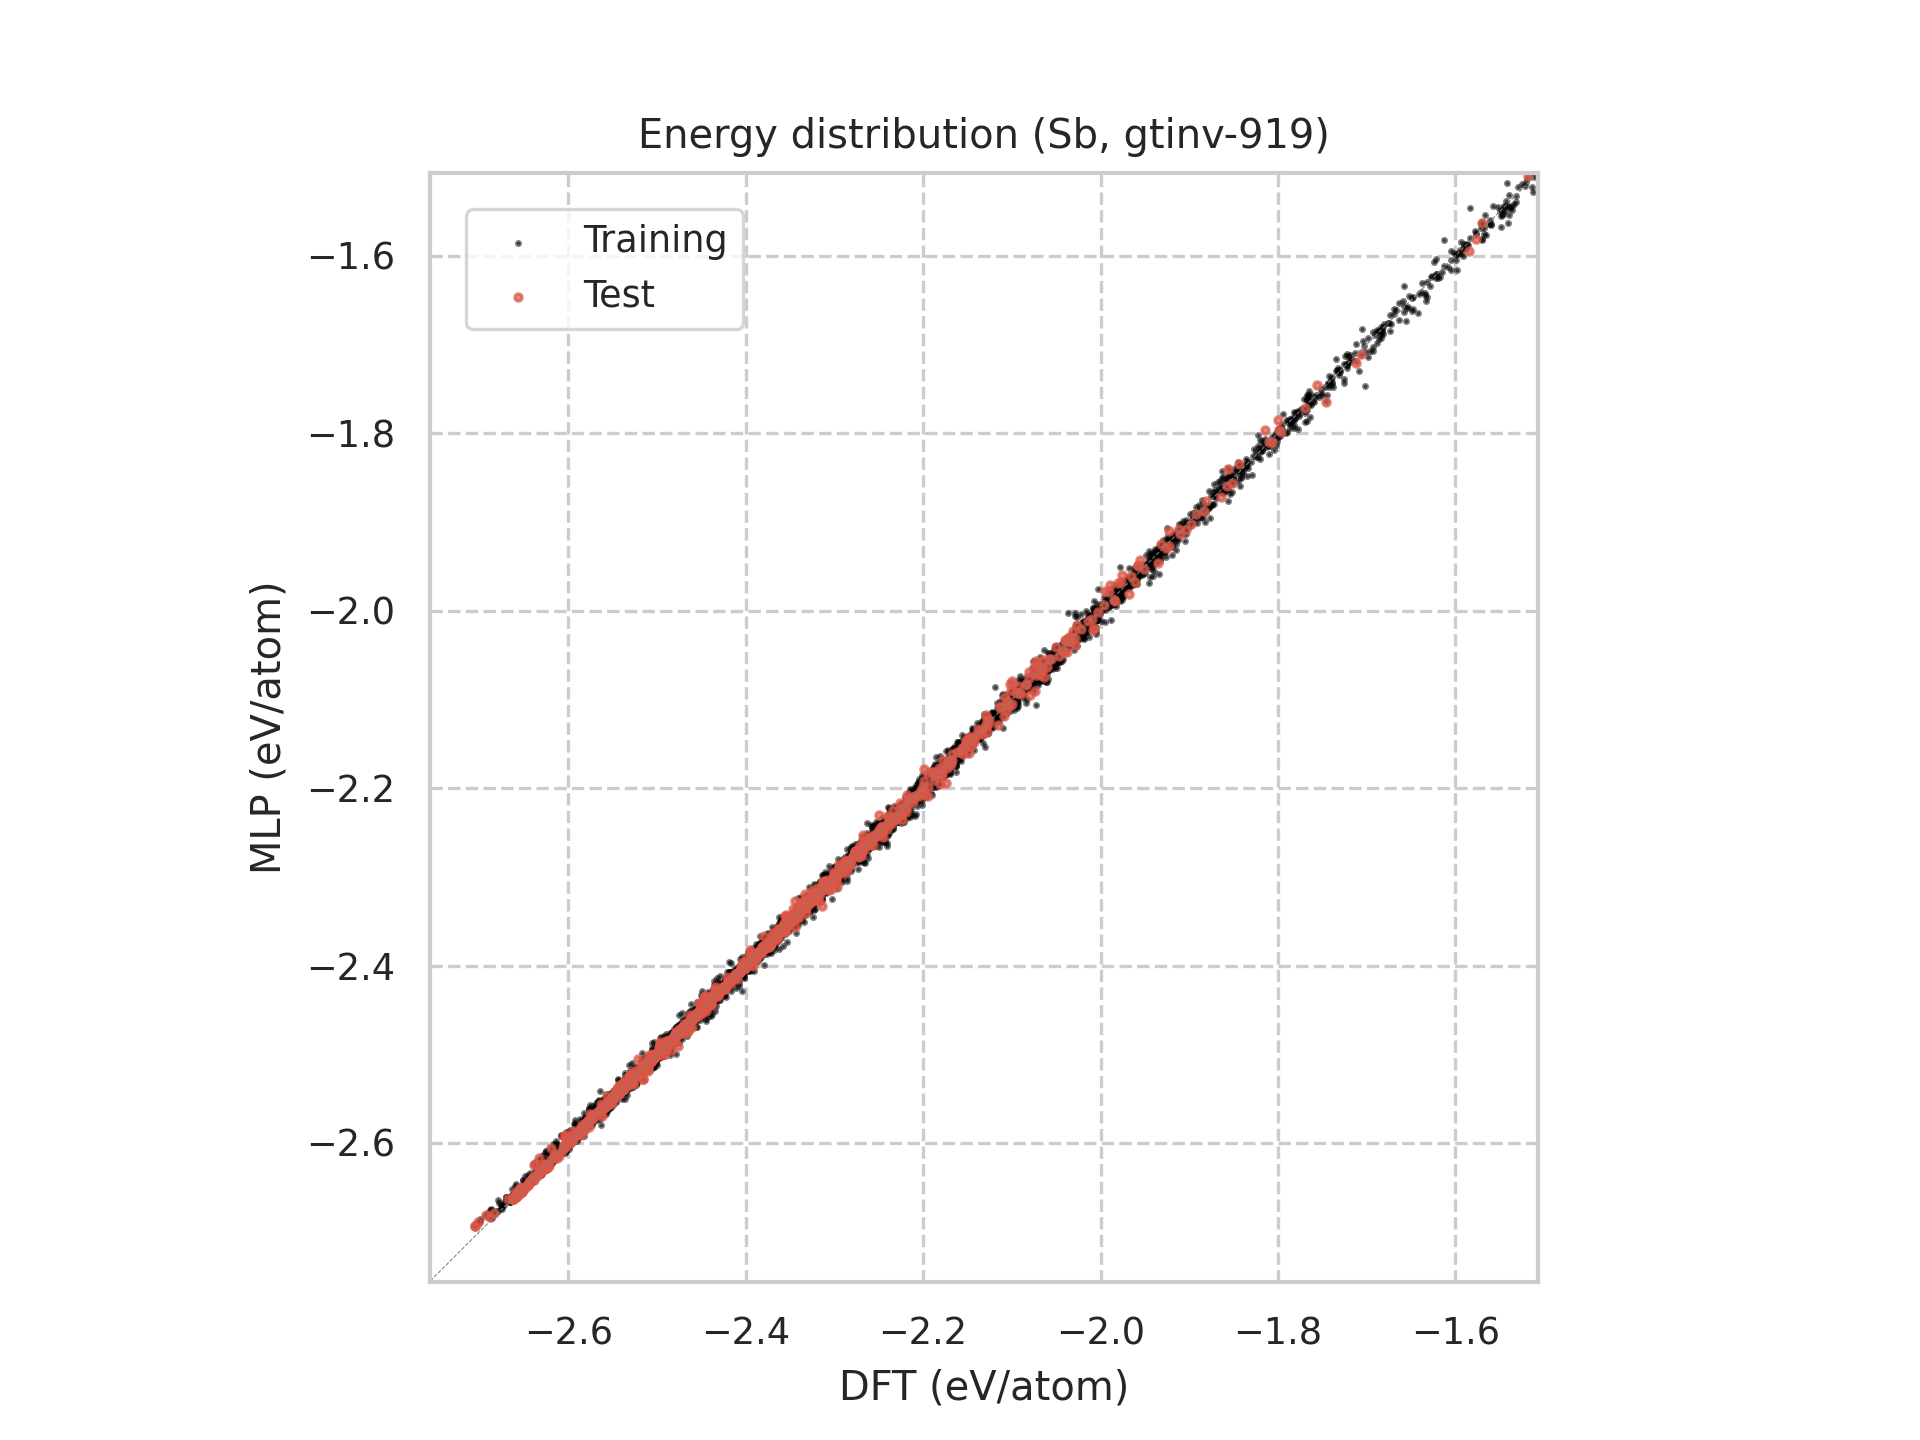 Energy distribution (Sb, gtinv-919)
Training
Test
MLP (eV/atom)
−1.6
−1.8
−2.0
−2.2
−2.4
−2.6
−2.6 −2.4 −2.2 −2.0 −1.8 −1.6
DFT (eV/atom)